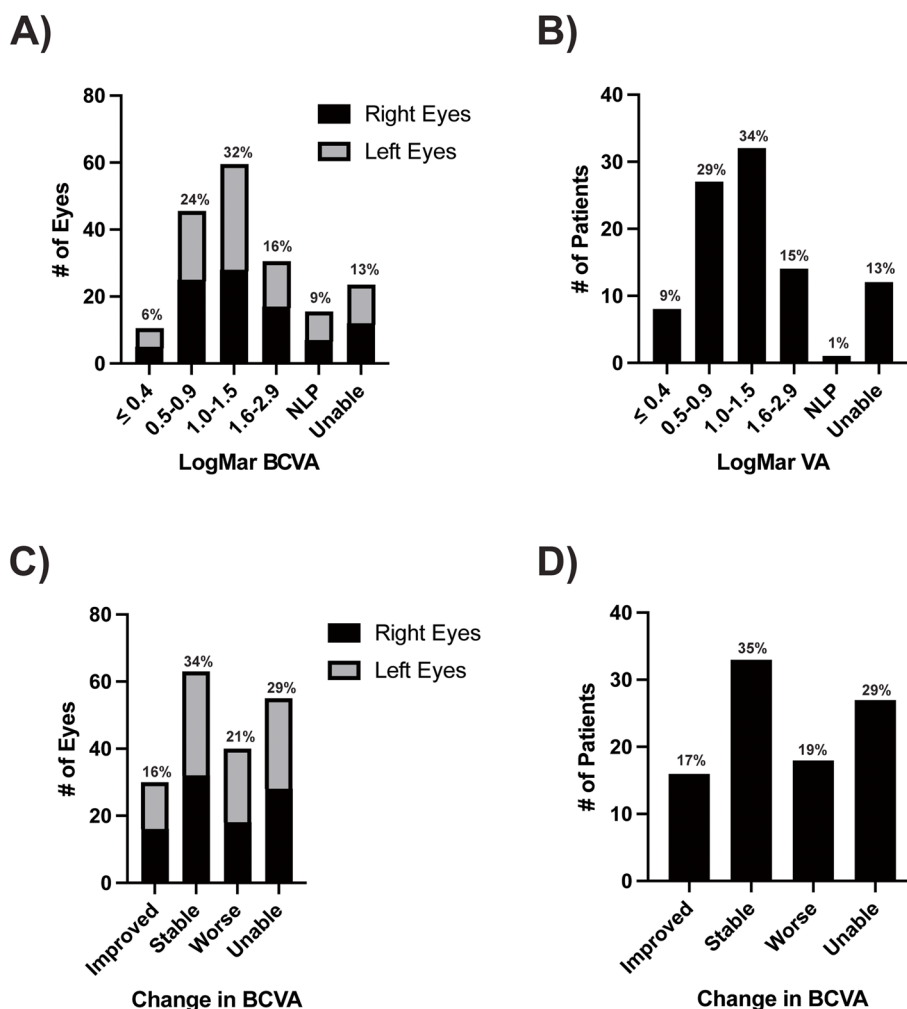 A)
80
60
40
20
0
# of Eyes
Right Eyes
Left Eyes
6%
24%
32%
16%
9%
13%
≤ 0.4
0.5-0.9
1.0-1.5
1.6-2.9
NLP
Unable
LogMar BCVA
B)
40
30
20
10
0
# of Patients
9%
29%
34%
15%
1%
13%
≤ 0.4
0.5-0.9
1.0-1.5
1.6-2.9
NLP
Unable
LogMar VA
C)
80
60
40
20
0
# of Eyes
Right Eyes
Left Eyes
16%
34%
21%
29%
Improved
Stable
Worse
Unable
Change in BCVA
D)
40
30
20
10
0
# of Patients
17%
35%
19%
29%
Improved
Stable
Worse
Unable
Change in BCVA